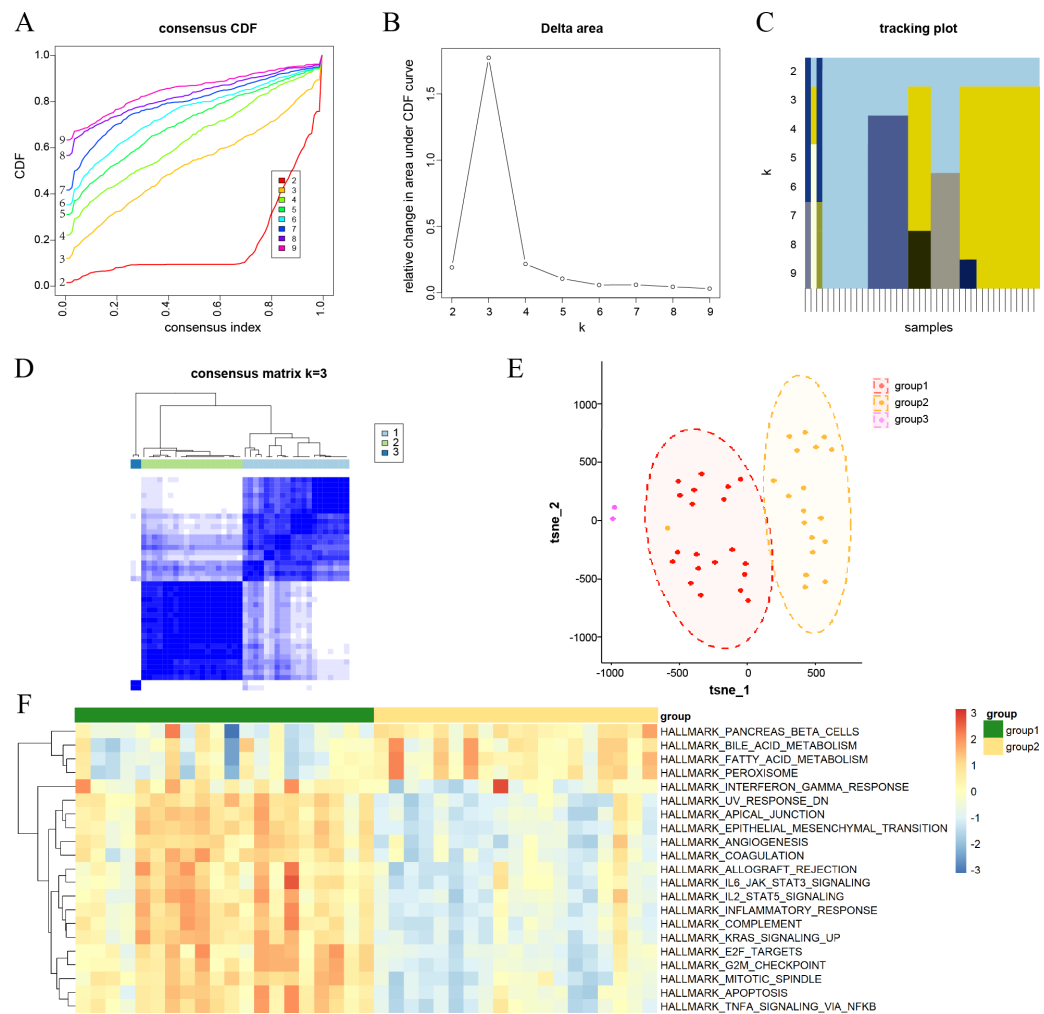 A
consensus CDF
CDF
1.0
0.8
0.6
0.4
0.2
0.0
9
8
7
6
5
4
3
2
2
3
4
5
6
7
8
9
0.0
0.2
0.4
0.6
0.8
1.0
consensus index
B
Delta area
relative change in area under CDF curve
1.5
1.0
0.5
0.0
2 3 4 5 6 7 8 9
k
C
tracking plot
k
2
3
4
5
6
7
8
9
samples
D
consensus matrix k=3
1
2
3
E
group1
group2
group3
tsne_2
1000
500
0
-500
-1000
-1000 -500 0 500
tsne_1
F
group
HALLMARK_PANCREAS_BETA_CELLS
HALLMARK_BILE_ACID_METABOLISM
HALLMARK_FATTY_ACID_METABOLISM
HALLMARK_PEROXISOME
HALLMARK_INTERFERON_GAMMA_RESPONSE
HALLMARK_UV_RESPONSE_DN
HALLMARK_APICAL_JUNCTION
HALLMARK_EPITHELIAL_MESENCHYMAL_TRANSITION
HALLMARK_ANGIOGENESIS
HALLMARK_COAGULATION
HALLMARK_ALLOGRAFT_REJECTION
HALLMARK_IL6_JAK_STAT3_SIGNALING
HALLMARK_IL2_STAT5_SIGNALING
HALLMARK_INFLAMMATORY_RESPONSE
HALLMARK_COMPLEMENT
HALLMARK_KRAS_SIGNALING_UP
HALLMARK_E2F_TARGETS
HALLMARK_G2M_CHECKPOINT
HALLMARK_MITOTIC_SPINDLE
HALLMARK_APOPTOSIS
HALLMARK_TNFA_SIGNALING_VIA_NFKB
3
2
1
0
-1
-2
-3
group
group1
group2